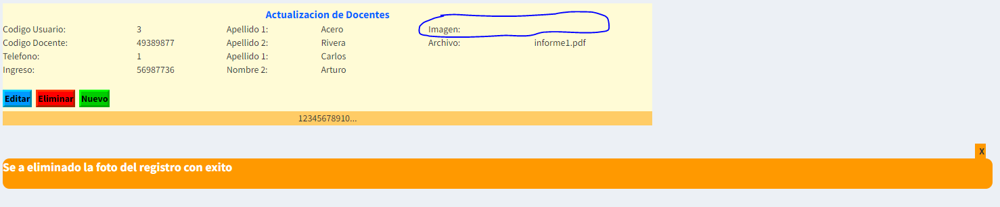 Actualizacion de Docentes
Codigo Usuario: 3 Apellido 1: Acero Imagen:
Codigo Docente: 49389877 Apellido 2: Rivera Archivo: informe1.pdf
Telefono: 1 Apellido 1: Carlos
Ingreso: 56987736 Nombre 2: Arturo
Editar Eliminar Nuevo
12345678910...
X
Se a eliminado la foto del registro con exito